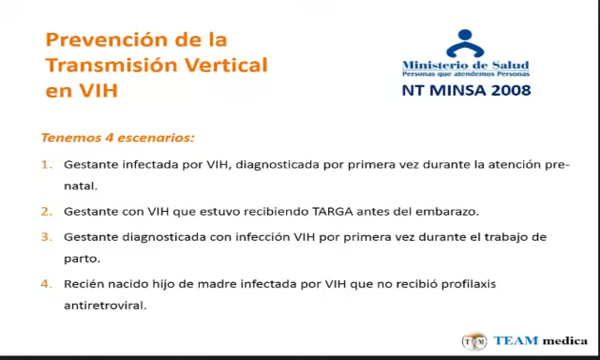 Prevención de la
Transmisión Vertical
en VIH
Ministerio de Salud
Personas que atendemos Personas
NT MINSA 2008
Tenemos 4 escenarios:
1. Gestante infectada por VIH, diagnosticada por primera vez durante la atención pre-
natal.
2. Gestante con VIH que estuvo recibiendo TARGA antes del embarazo.
3. Gestante diagnosticada con infección VIH por primera vez durante el trabajo de
parto.
4. Recién nacido hijo de madre infectada por VIH que no recibió profilaxis
antiretroviral.
TEAM medica